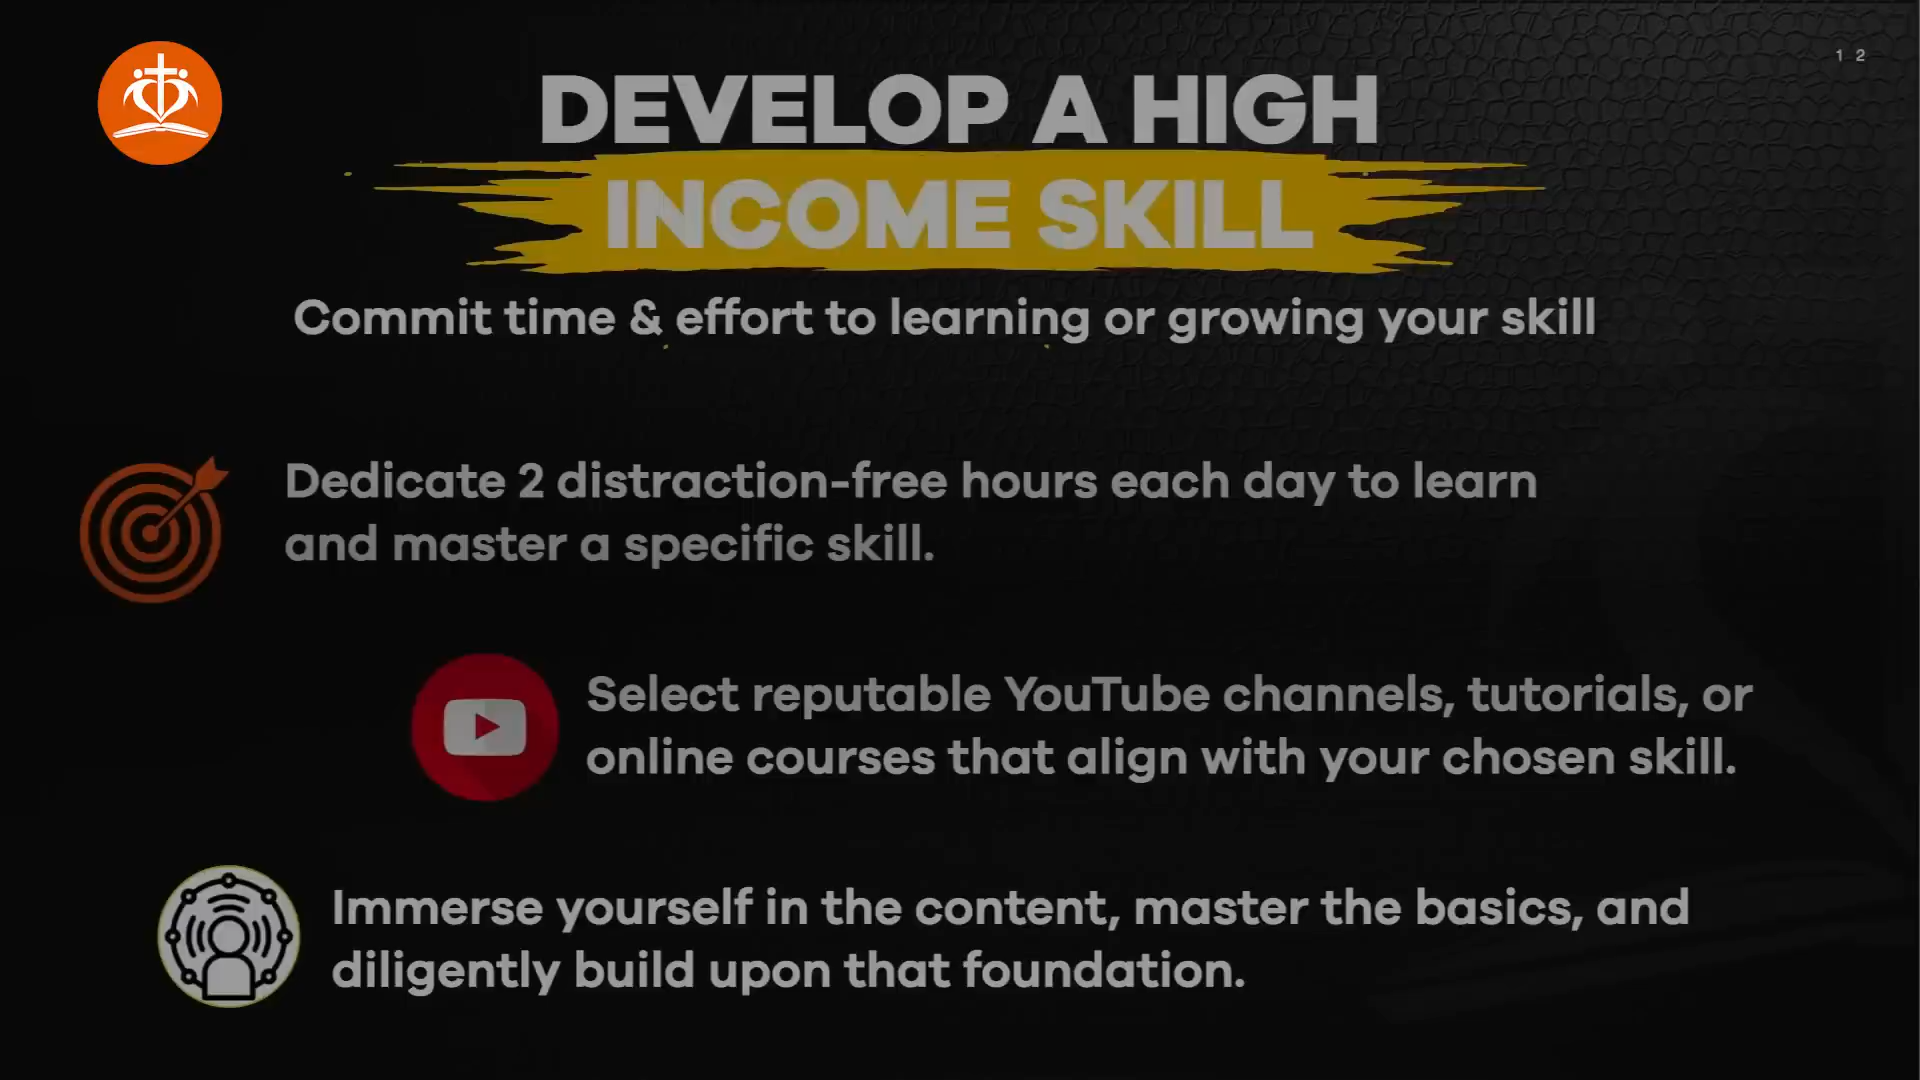 1 2
DEVELOP A HIGH
INCOME SKILL
Commit time & effort to learning or growing your skill
Dedicate 2 distraction-free hours each day to learn
and master a specific skill.
Select reputable YouTube channels, tutorials, or
online courses that align with your chosen skill.
Immerse yourself in the content, master the basics, and
diligently build upon that foundation.